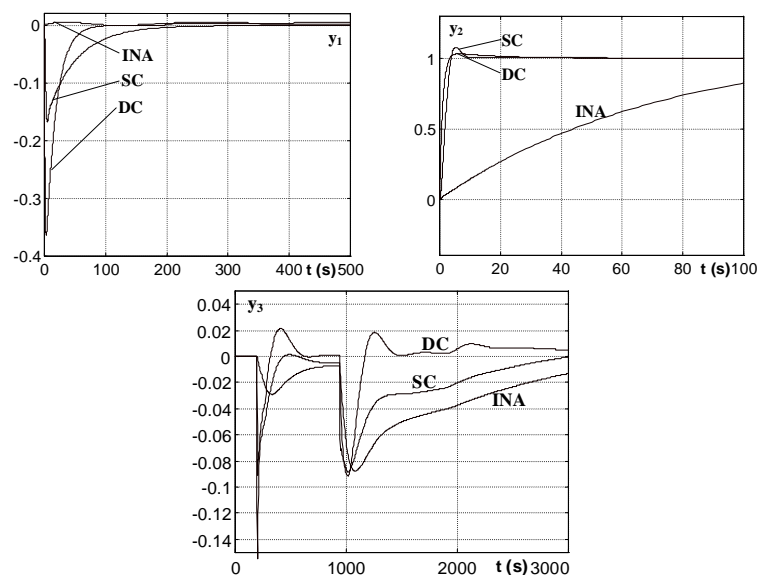 0
y1
INA
-0.1
SC
DC
-0.2
-0.3
-0.4
0 100 200 300 400 t (s) 500
y2
SC
1
DC
INA
0.5
0
0 20 40 60 80 t (s) 100
0.04
y3
0.02
DC
0
SC
-0.02
INA
-0.04
-0.06
-0.08
-0.1
-0.12
-0.14
0 1000 2000 t (s) 3000